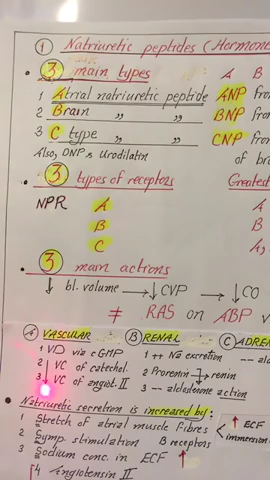 ① Natriuretic peptides (Hormone
• ③ main types A B
1 Atrial natriuretic peptide ANP from
2 Brain ,, ,, BNP from
3 C type ,, ,, CNP from
Also, DNP & Urodilatin of br
• ③ types of receptors Greates
NPR A A
B B
C A,
• ③ main actions
↓ bl. volume → ↓ CVP → ↓ CO
≠ RAS on ABP
Ⓐ VASCULAR Ⓑ RENAL Ⓒ ADRE
1 VD via cGMP 1 ++ Na excretion -- ald
2 ↓ VC of catechol. 2 Prorenin → renin
3 ↓ VC of angiot. II 3 -- aldosterone action
• Natriuretic secretion is increased by:
1 Stretch of atrial muscle fibres ↑ ECF
2 Symp. stimulation β receptors immersion
3 Sodium conc. in ECF ↑
4 Angiotensin II